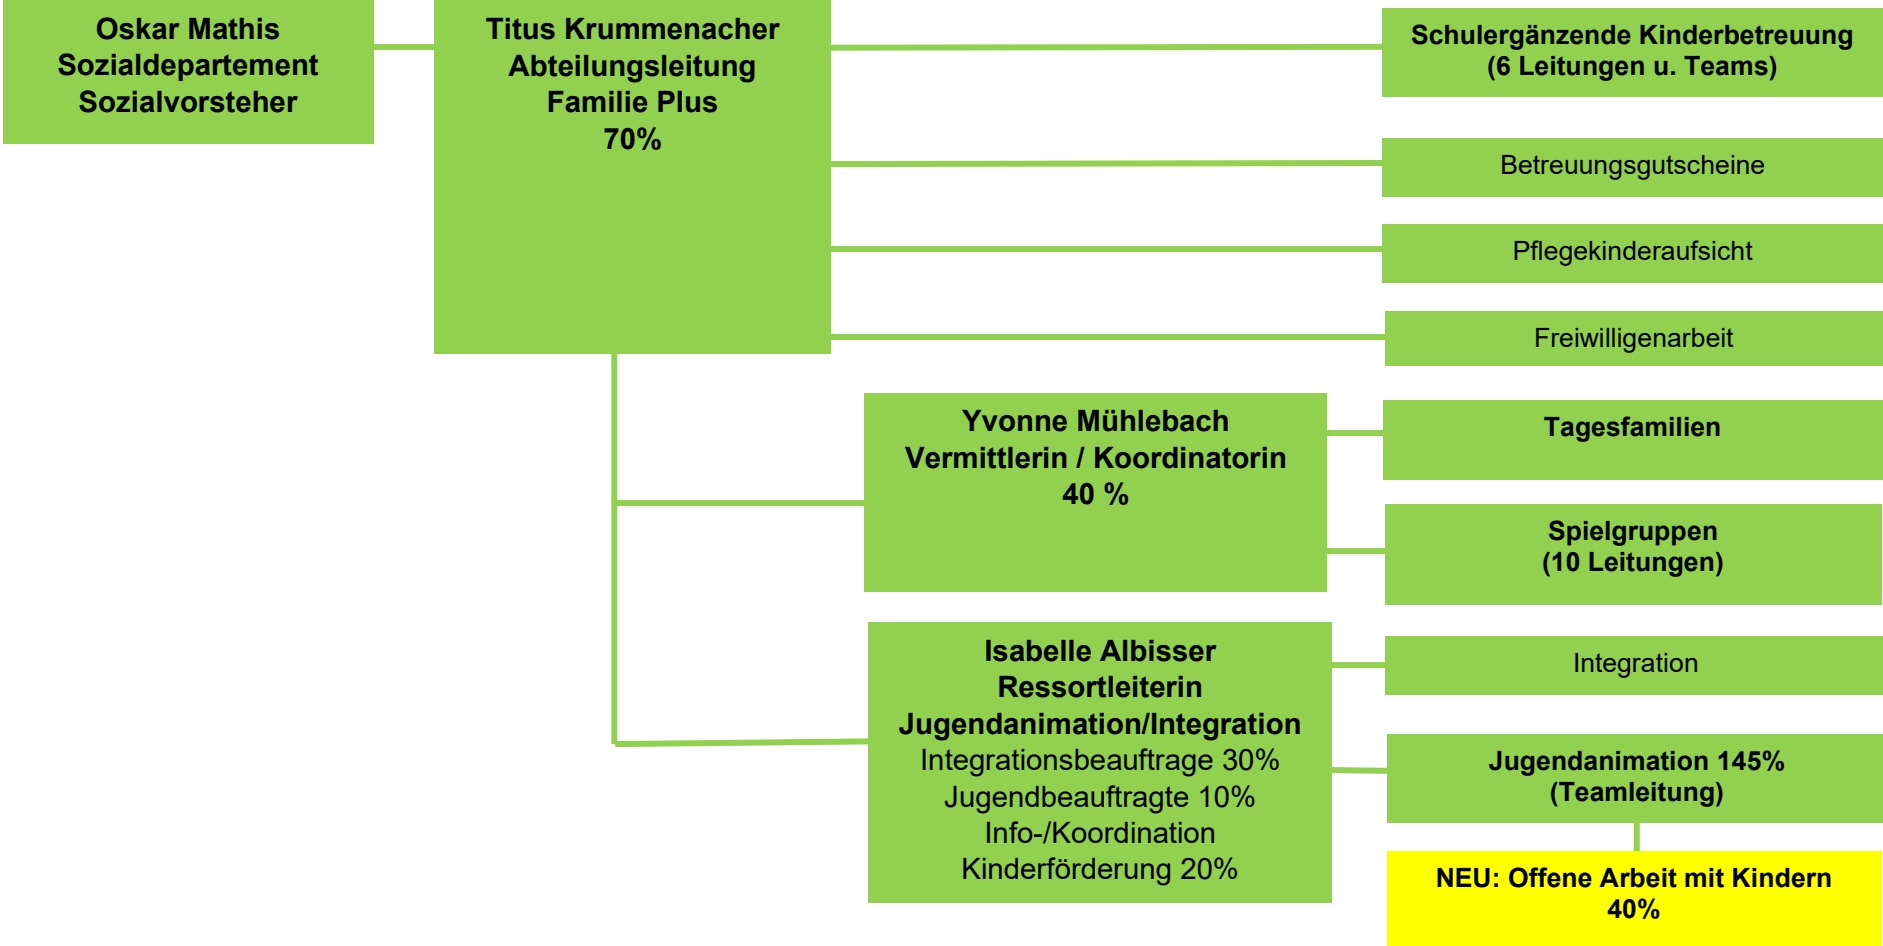 Oskar Mathis
Sozialdepartement
Sozialvorsteher
Titus Krummenacher
Abteilungsleitung
Familie Plus
70%
Schulergänzende Kinderbetreuung
(6 Leitungen u. Teams)
Betreuungsgutscheine
Pflegekinderaufsicht
Freiwilligenarbeit
Yvonne Mühlebach
Vermittlerin / Koordinatorin
40 %
Tagesfamilien
Spielgruppen
(10 Leitungen)
Isabelle Albisser
Ressortleiterin
Jugendanimation/Integration
Integrationsbeauftrage 30%
Jugendbeauftragte 10%
Info-/Koordination
Kinderförderung 20%
Integration
Jugendanimation 145%
(Teamleitung)
NEU: Offene Arbeit mit Kindern
40%